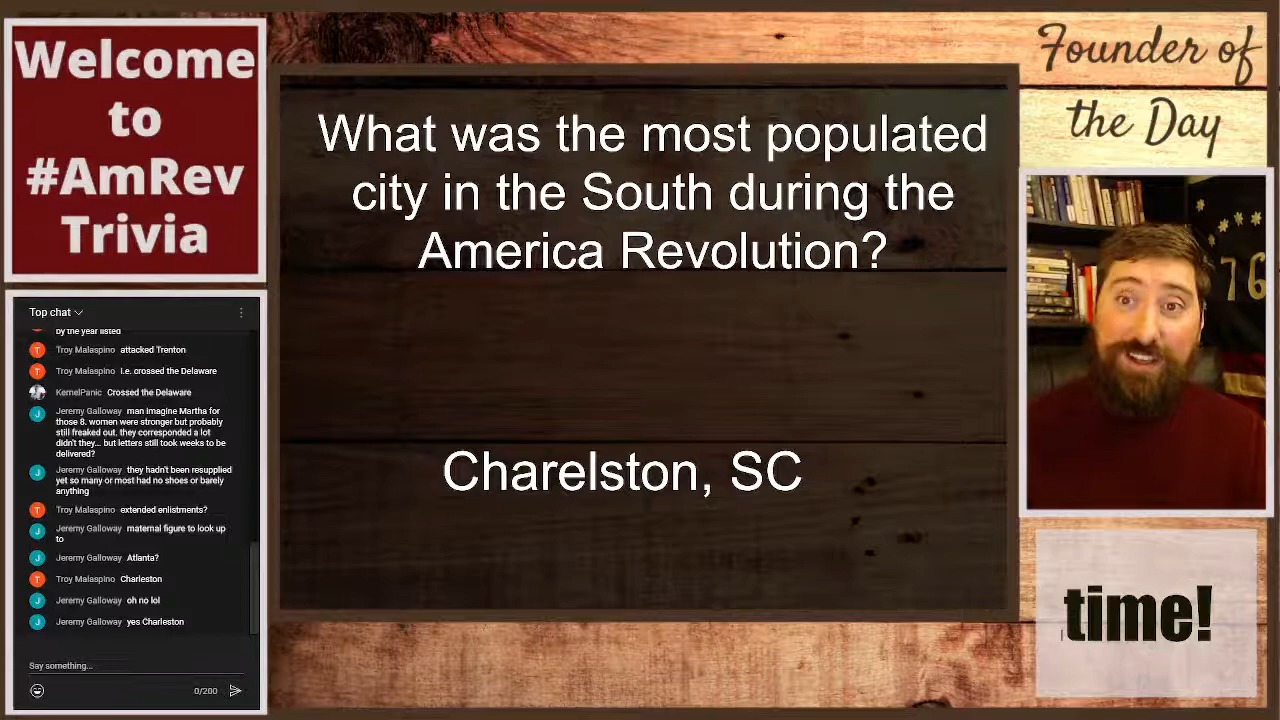 Welcome
to
#AmRev
Trivia
Founder of
the Day
What was the most populated
city in the South during the
America Revolution?
Charelston, SC
Top chat
by the year listed
Troy Malaspino attacked Trenton
Troy Malaspino I.e. crossed the Delaware
KernelPanic Crossed the Delaware
Jeremy Galloway man imagine Martha for
those 8. women were stronger but probably
still freaked out. they corresponded a lot
didn't they... but letters still took weeks to be
delivered?
Jeremy Galloway they hadn't been resupplied
yet so many or most had no shoes or barely
anything
Troy Malaspino extended enlistments?
Jeremy Galloway maternal figure to look up
to
Jeremy Galloway Atlanta?
Troy Malaspino Charleston
Jeremy Galloway oh no lol
Jeremy Galloway yes Charleston
Say something...
0/200
76
time!